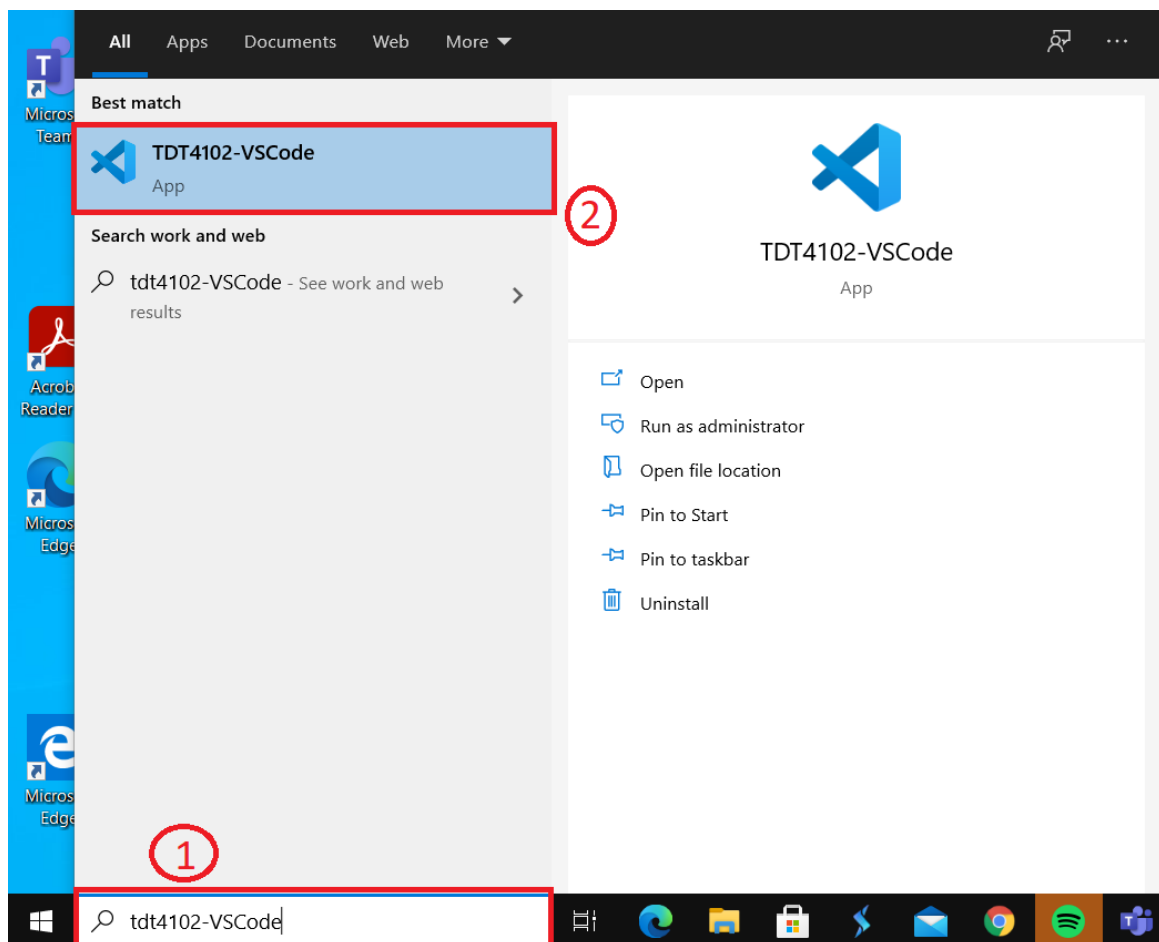 All Apps Documents Web More
Best match
TDT4102-VSCode
App
2
Search work and web
tdt4102-VSCode - See work and web
results
TDT4102-VSCode
App
Open
Run as administrator
Open file location
Pin to Start
Pin to taskbar
Uninstall
T
Micros
Team
Acrob
Reader
Micros
Edge
Micros
Edge
1
tdt4102-VSCode